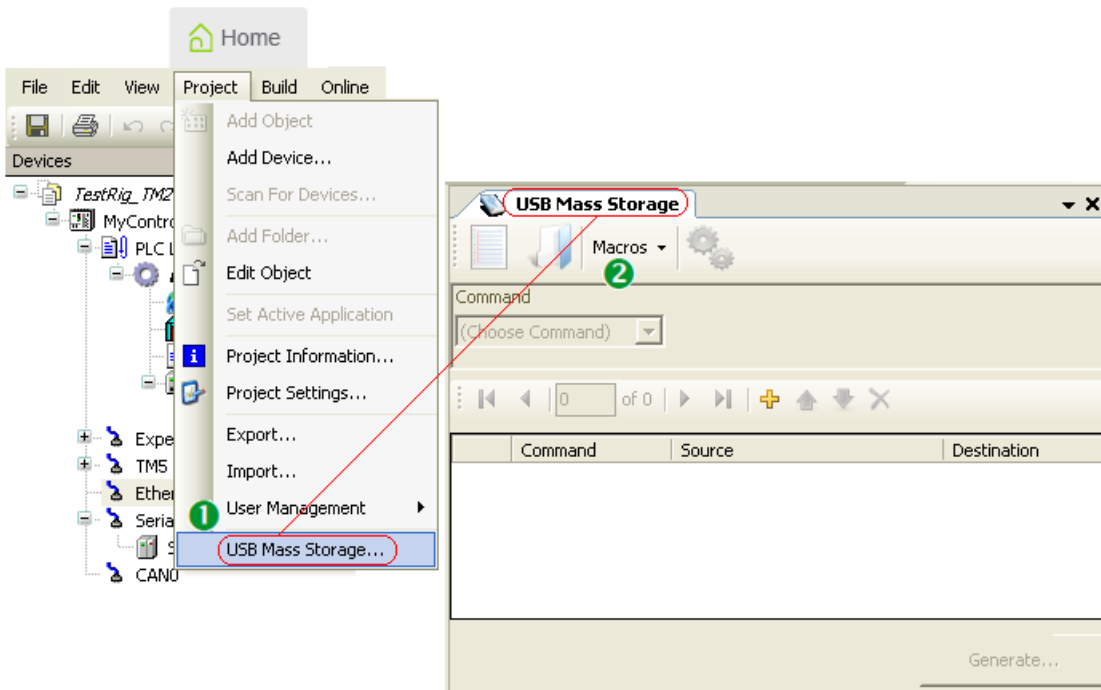 Home
File Edit View Project Build Online
Add Object
Devices
Add Device...
TestRig_TM2
Scan For Devices...
MyContro
Add Folder...
PLC L
Edit Object
Set Active Application
Project Information...
Project Settings...
Export...
Expe
Import...
TM5
User Management
Ether
1
Seria
USB Mass Storage...
S
CAN0
USB Mass Storage
Macros
2
Command
(Choose Command)
0 of 0
Command Source Destination
Generate...